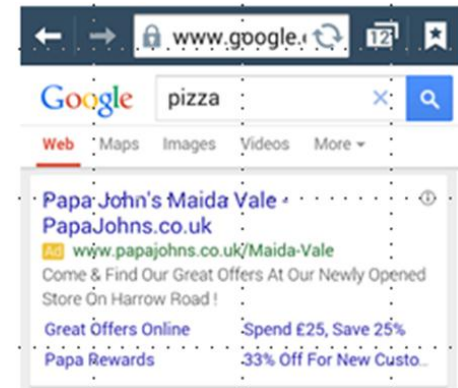 www.google.c 12
Google pizza
Web Maps Images Videos More
Papa John's Maida Vale -
PapaJohns.co.uk
Ad www.papajohns.co.uk/Maida-Vale
Come & Find Our Great Offers At Our Newly Opened
Store On Harrow Road !
Great Offers Online Spend £25, Save 25%
Papa Rewards 33% Off For New Custo...